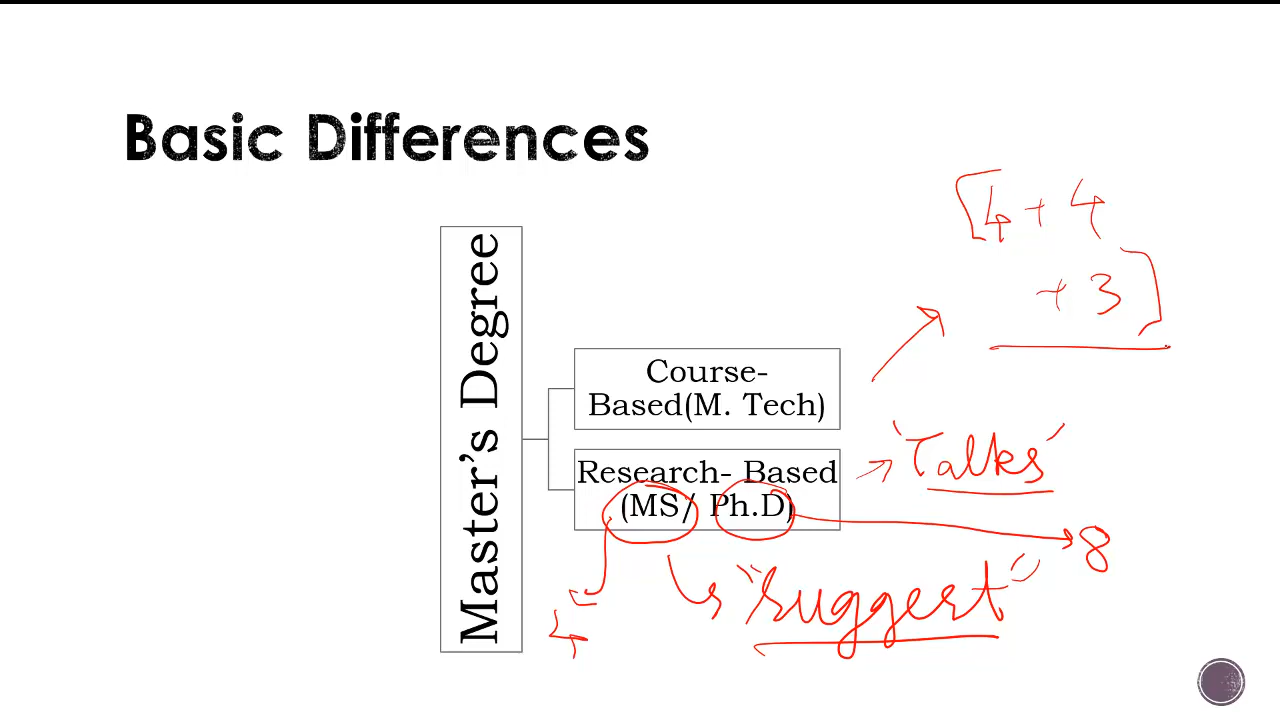 Basic Differences
[4 + 4
+ 3]
Master's Degree
Course-
Based(M. Tech)
Research- Based
(MS/ Ph.D)
'Talks'
8
4
"suggest"